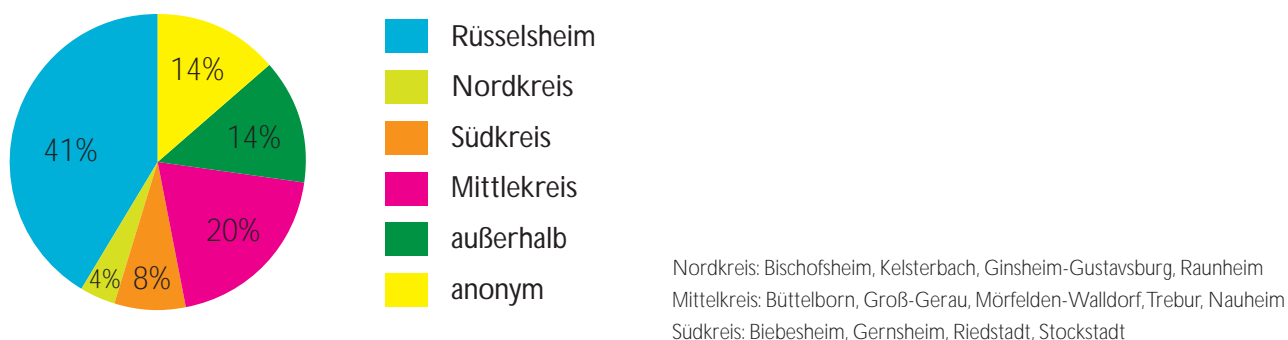 14%
14%
41%
20%
8%
4%
Rüsselsheim
Nordkreis
Südkreis
Mittlekreis
außerhalb
anonym
Nordkreis: Bischofsheim, Kelsterbach, Ginsheim-Gustavsburg, Raunheim
Mittelkreis: Büttelborn, Groß-Gerau, Mörfelden-Walldorf, Trebur, Nauheim
Südkreis: Biebesheim, Gernsheim, Riedstadt, Stockstadt